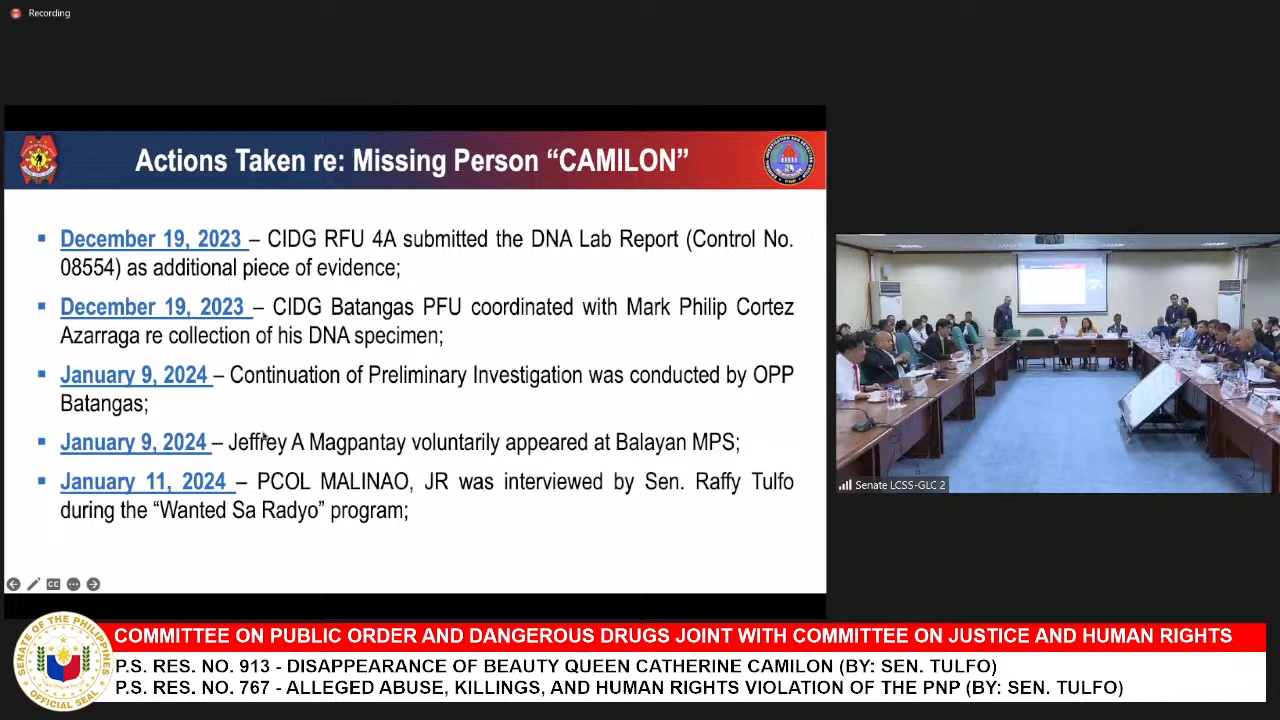 Recording
Actions Taken re: Missing Person “CAMILON”
▪ December 19, 2023 – CIDG RFU 4A submitted the DNA Lab Report (Control No.
08554) as additional piece of evidence;
▪ December 19, 2023 – CIDG Batangas PFU coordinated with Mark Philip Cortez
Azarraga re collection of his DNA specimen;
▪ January 9, 2024 – Continuation of Preliminary Investigation was conducted by OPP
Batangas;
▪ January 9, 2024 – Jeffrey A Magpantay voluntarily appeared at Balayan MPS;
▪ January 11, 2024 – PCOL MALINAO, JR was interviewed by Sen. Raffy Tulfo
during the “Wanted Sa Radyo” program;
Senate LCSS-GLC 2
SENATE OF THE PHILIPPINES
OFFICIAL SEAL
COMMITTEE ON PUBLIC ORDER AND DANGEROUS DRUGS JOINT WITH COMMITTEE ON JUSTICE AND HUMAN RIGHTS
P.S. RES. NO. 913 - DISAPPEARANCE OF BEAUTY QUEEN CATHERINE CAMILON (BY: SEN. TULFO)
P.S. RES. NO. 767 - ALLEGED ABUSE, KILLINGS, AND HUMAN RIGHTS VIOLATION OF THE PNP (BY: SEN. TULFO)